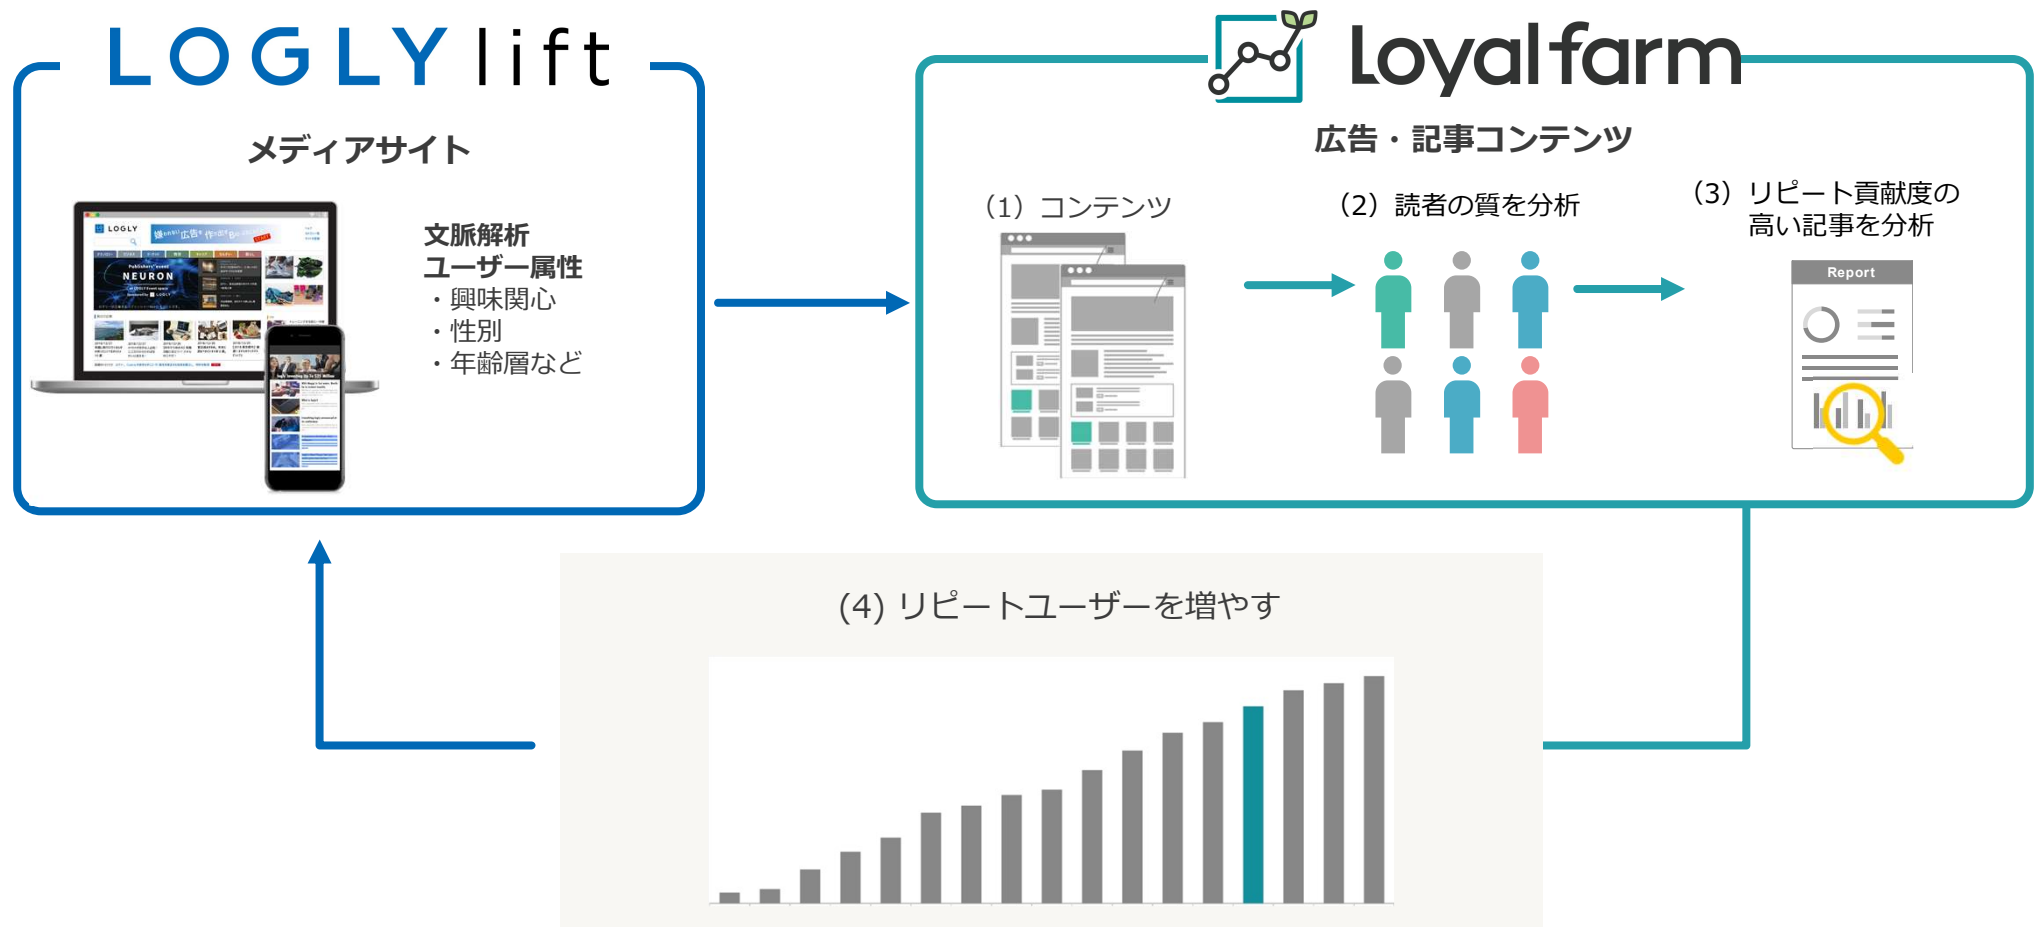 LOGLY lift
メディアサイト
文脈解析
ユーザー属性
・興味関心
・性別
・年齢層など
LOGLY
Publishers' event
NEURON
Loyalfarm
広告・記事コンテンツ
（1）コンテンツ
（2）読者の質を分析
（3）リピート貢献度の
高い記事を分析
Report
(4) リピートユーザーを増やす